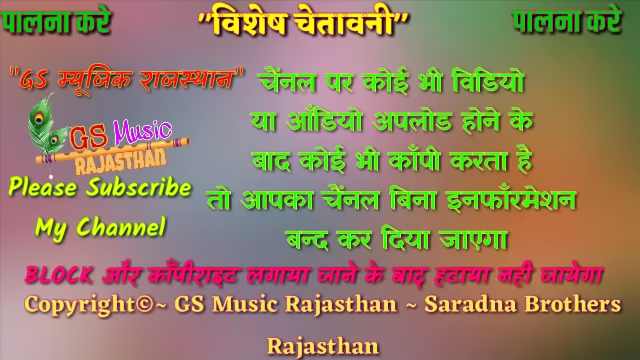 पालना करे "विशेष चेतावनी" पालना करे
"GS म्यूजिक राजस्थान" चेंनल पर कोई भी विडियो
या आँडियो अपलोड होने के
GS Music
RAJASTHAN
बाद कोई भी काँपी करता है
Please Subscribe
तो आपका चेंनल बिना इनफाँरमेशन
My Channel
बन्द कर दिया जाएगा
BLOCK और काँपीराइट लगाया जाने के बाद हटाया नही जायेगा
Copyright©~ GS Music Rajasthan ~ Saradna Brothers
Rajasthan